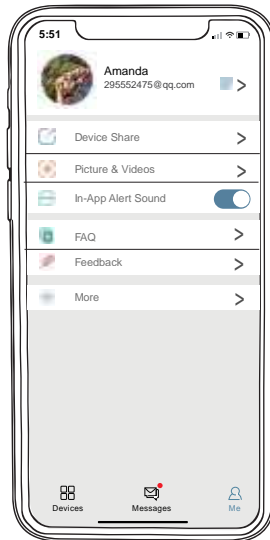 5:51
Amanda
295552475@qq.com
Device Share
Picture & Videos
In-App Alert Sound
FAQ
Feedback
More
Devices
Messages
Me